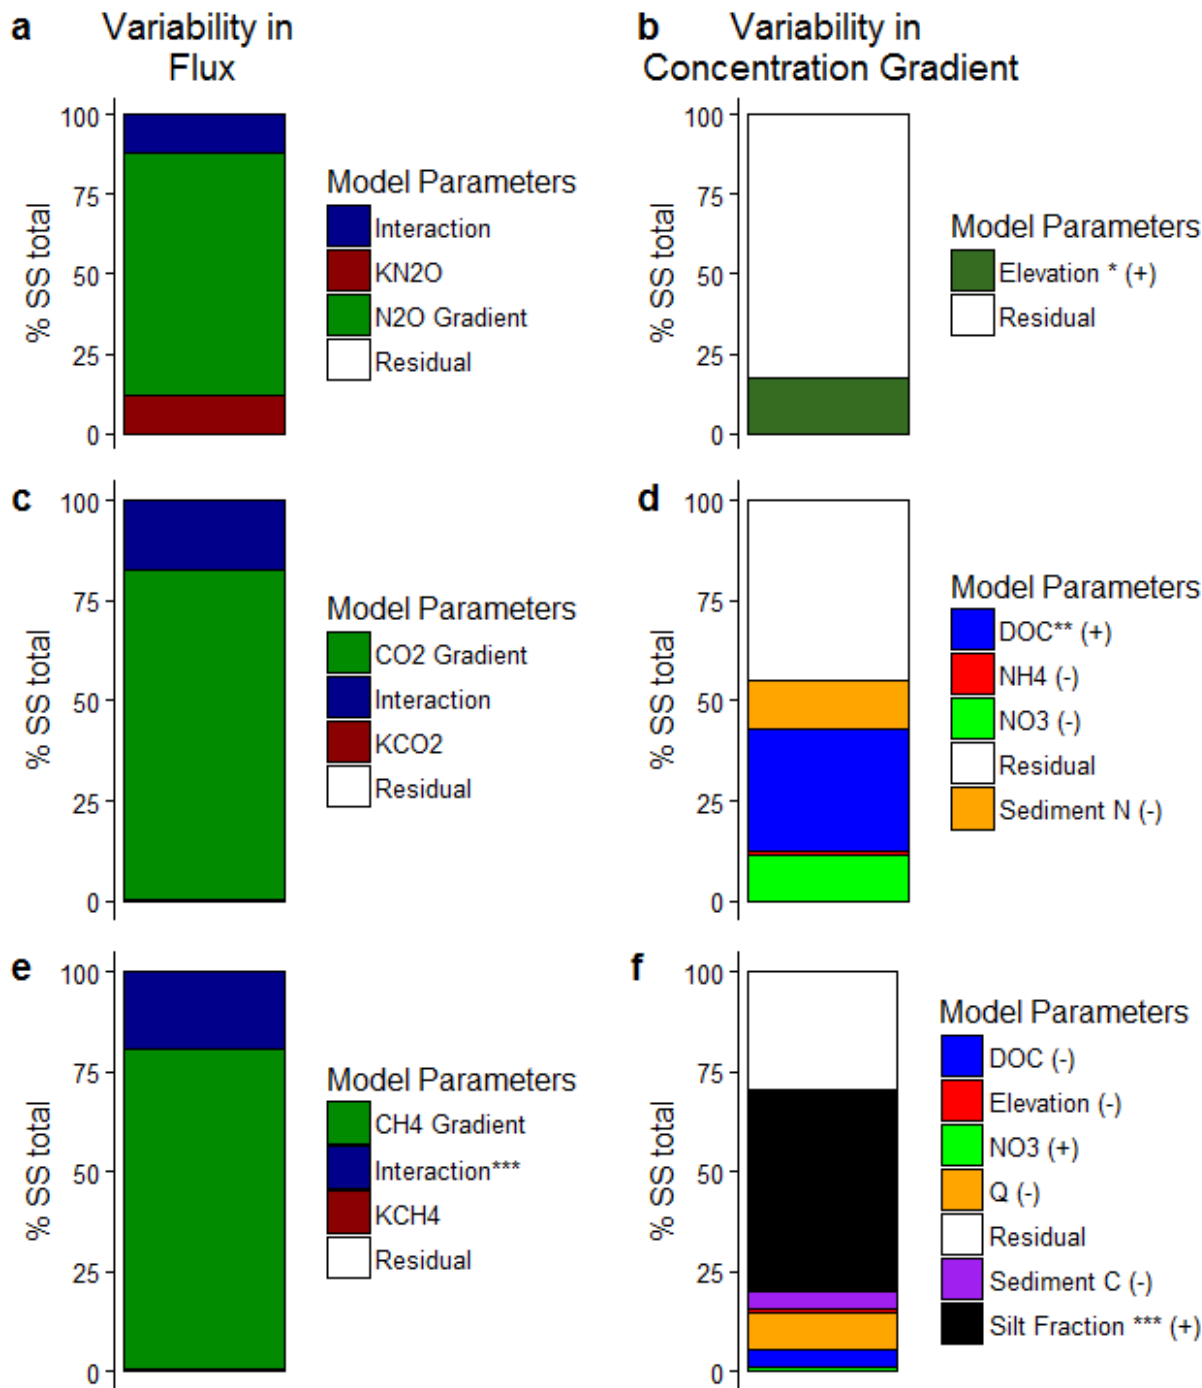 a Variability in Flux
b Variability in Concentration Gradient
% SS total
100
75
50
25
0
Model Parameters
Interaction
KN2O
N2O Gradient
Residual
% SS total
100
75
50
25
0
Model Parameters
Elevation * (+)
Residual
c
% SS total
100
75
50
25
0
Model Parameters
CO2 Gradient
Interaction
KCO2
Residual
d
% SS total
100
75
50
25
0
Model Parameters
DOC** (+)
NH4 (-)
NO3 (-)
Residual
Sediment N (-)
e
% SS total
100
75
50
25
0
Model Parameters
CH4 Gradient
Interaction***
KCH4
Residual
f
% SS total
100
75
50
25
0
Model Parameters
DOC (-)
Elevation (-)
NO3 (+)
Q (-)
Residual
Sediment C (-)
Silt Fraction *** (+)